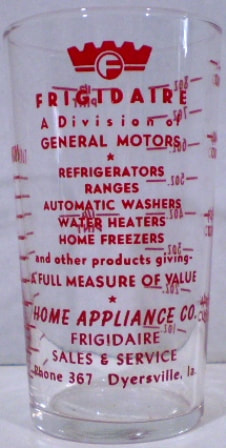 FRIGIDAIRE
A Division of
GENERAL MOTORS
★
REFRIGERATORS
RANGES
AUTOMATIC WASHERS
WATER HEATERS
HOME FREEZERS
and other products giving-
A FULL MEASURE OF VALUE
★
HOME APPLIANCE CO.
FRIGIDAIRE
SALES & SERVICE
Phone 367 - Dyersville, Ia.